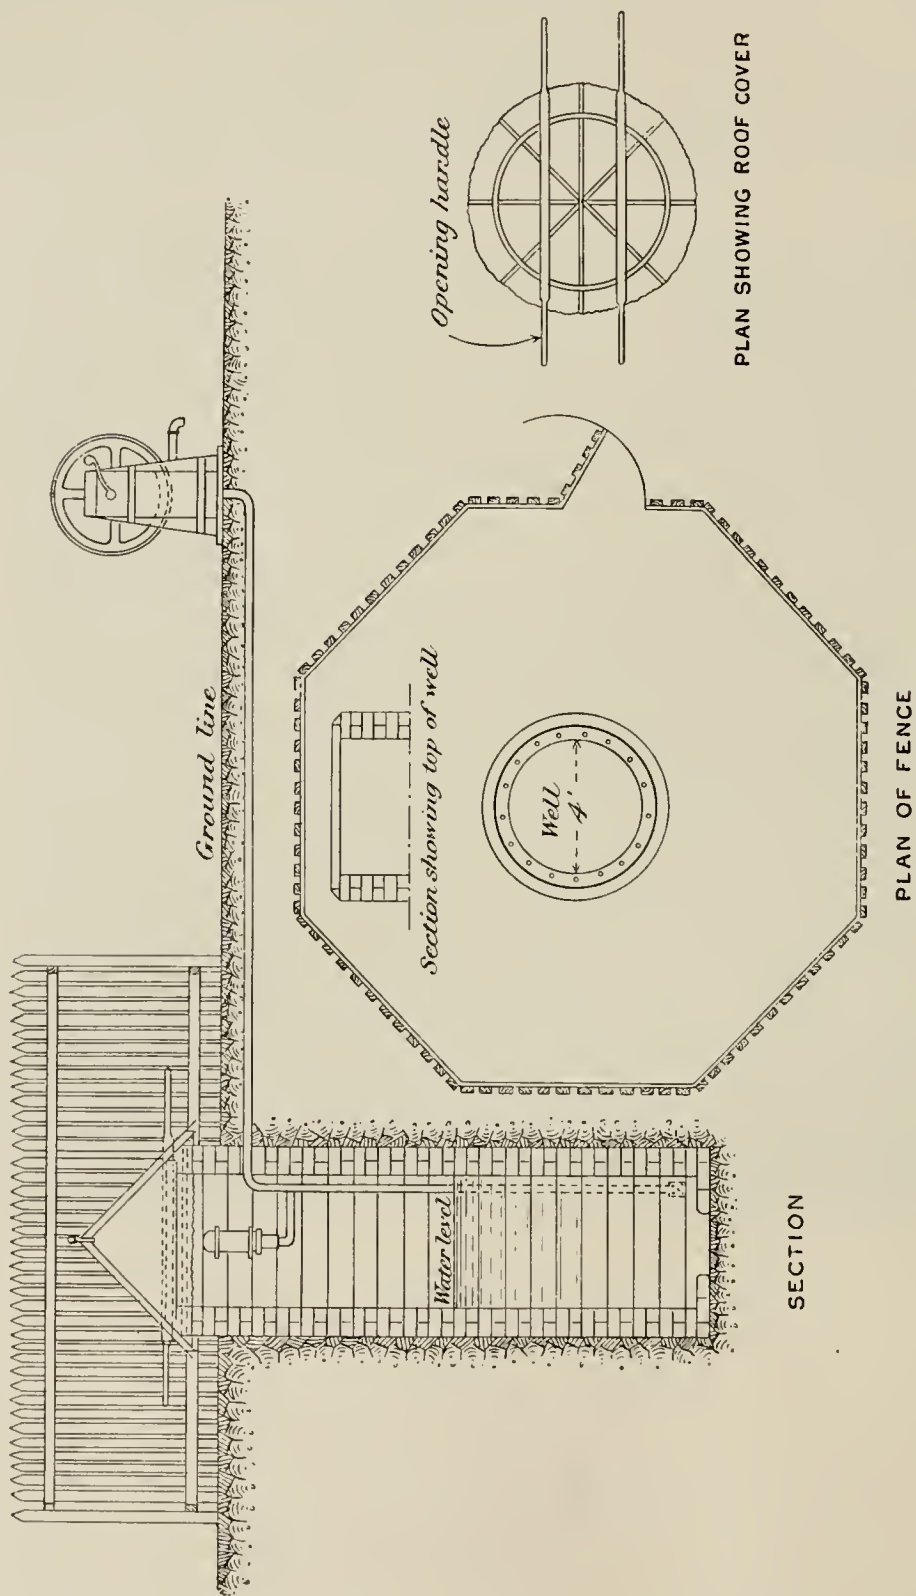 Ground line
Opening handle
PLAN SHOWING ROOF COVER
Section showing top of well
Well
4'
Water level
SECTION
PLAN OF FENCE